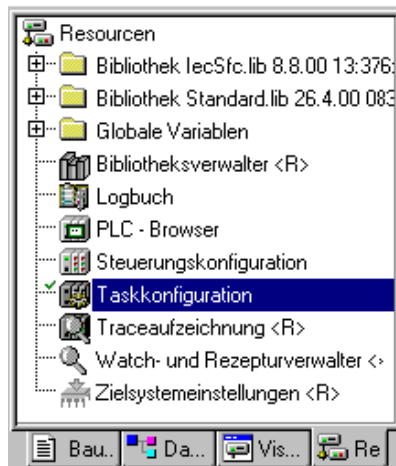 Resourcen
Bibliothek IecSfc.lib 8.8.00 13:376:
Bibliothek Standard.lib 26.4.00 083
Globale Variablen
Bibliotheksverwalter <R>
Logbuch
PLC - Browser
Steuerungskonfiguration
Taskkonfiguration
Traceaufzeichnung <R>
Watch- und Rezepturverwalter <
Zielsystemeinstellungen <R>
Bau.. Da... Vis... Re